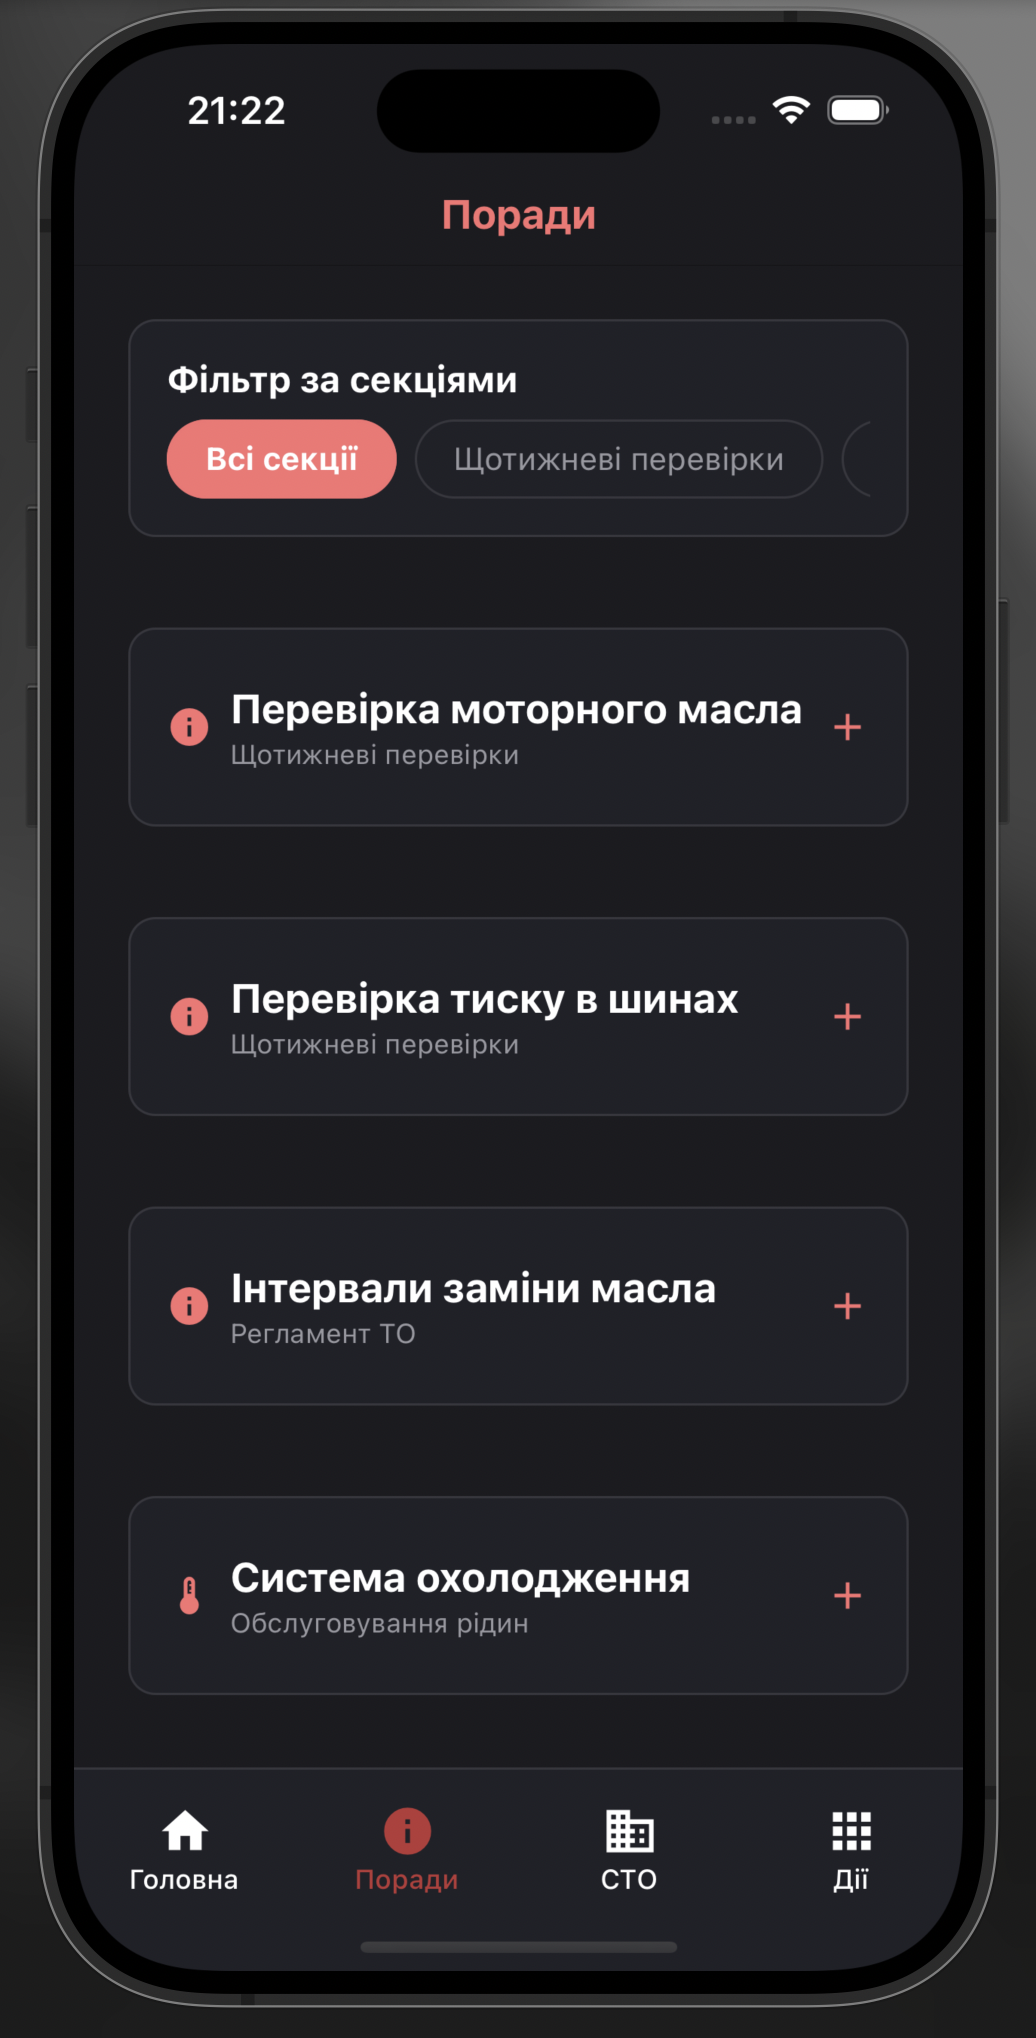 21:22
Поради
Фільтр за секціями
Всі секції
Щотижневі перевірки
Перевірка моторного масла
Щотижневі перевірки
Перевірка тиску в шинах
Щотижневі перевірки
Інтервали заміни масла
Регламент ТО
Система охолодження
Обслуговування рідин
Головна
Поради
СТО
Дії